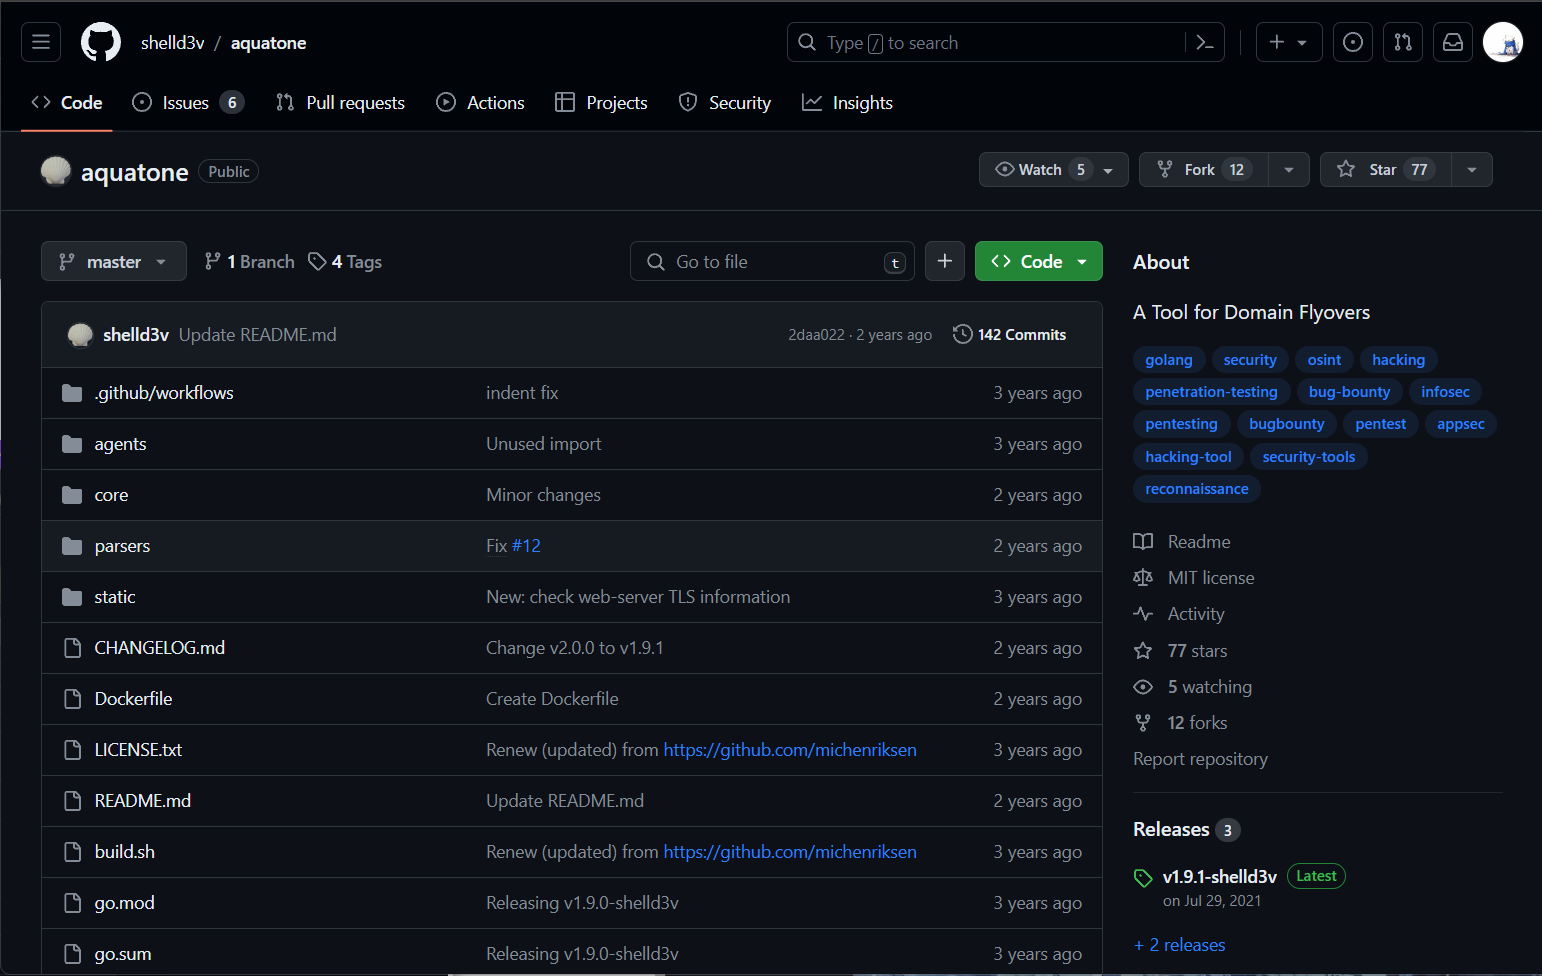 shelld3v / aquatone
Type / to search
Code
Issues 6
Pull requests
Actions
Projects
Security
Insights
aquatone Public
Watch 5
Fork 12
Star 77
master
1 Branch
4 Tags
Go to file t
Code
shelld3v Update README.md 2daa022 · 2 years ago 142 Commits
.github/workflows indent fix 3 years ago
agents Unused import 3 years ago
core Minor changes 2 years ago
parsers Fix #12 2 years ago
static New: check web-server TLS information 3 years ago
CHANGELOG.md Change v2.0.0 to v1.9.1 2 years ago
Dockerfile Create Dockerfile 2 years ago
LICENSE.txt Renew (updated) from https://github.com/michenriksen 3 years ago
README.md Update README.md 2 years ago
build.sh Renew (updated) from https://github.com/michenriksen 3 years ago
go.mod Releasing v1.9.0-shelld3v 3 years ago
go.sum Releasing v1.9.0-shelld3v 3 years ago
About
A Tool for Domain Flyovers
golang security osint hacking
penetration-testing bug-bounty infosec
pentesting bugbounty pentest appsec
hacking-tool security-tools
reconnaissance
Readme
MIT license
Activity
77 stars
5 watching
12 forks
Report repository
Releases 3
v1.9.1-shelld3v Latest
on Jul 29, 2021
+ 2 releases